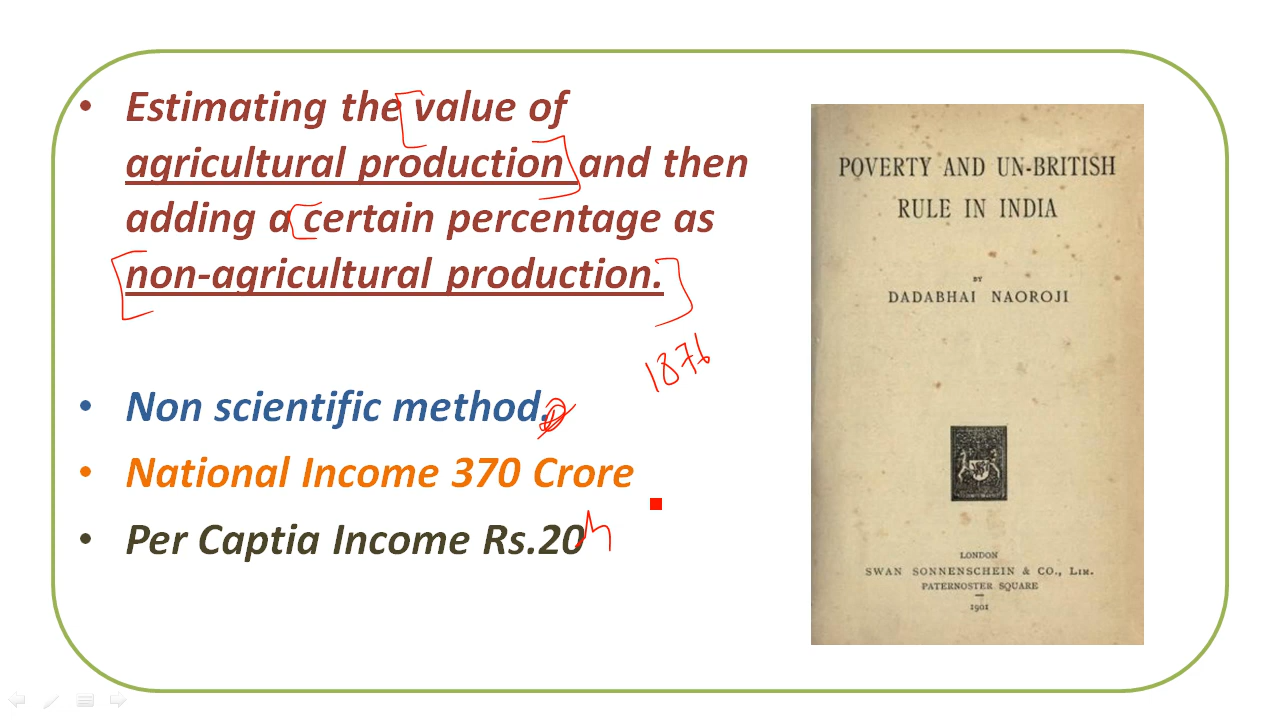 • Estimating the value of
agricultural production and then
adding a certain percentage as
non-agricultural production.
1876
• Non scientific method.
• National Income 370 Crore
• Per Captia Income Rs.20
POVERTY AND UN-BRITISH
RULE IN INDIA
BY
DADABHAI NAOROJI
LONDON
SWAN SONNENSCHEIN & CO., LIM.
PATERNOSTER SQUARE
1901